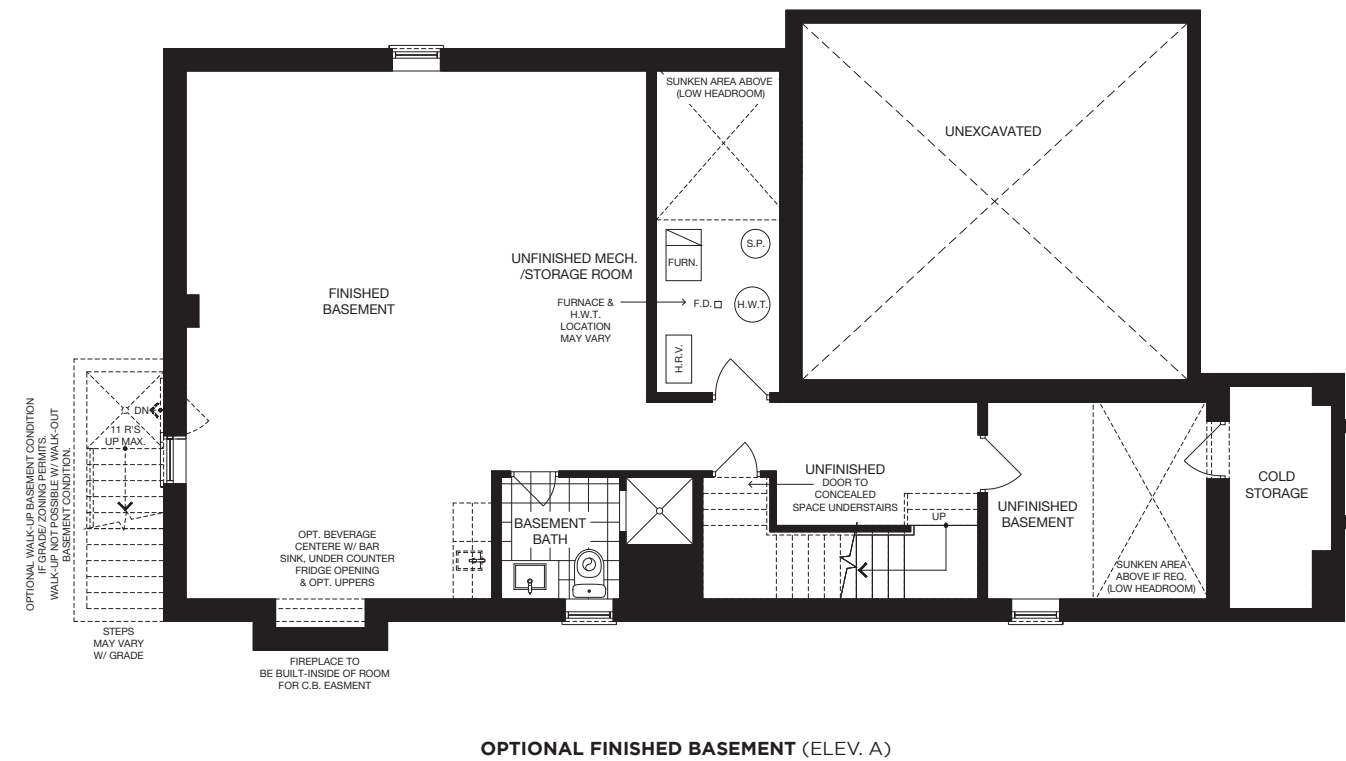 SUNKEN AREA ABOVE
(LOW HEADROOM)
UNEXCAVATED
UNFINISHED MECH.
/STORAGE ROOM
FURN.
S.P.
FURNACE &
H.W.T.
LOCATION
MAY VARY
F.D.
H.W.T.
H.R.V.
FINISHED
BASEMENT
OPTIONAL WALK-UP BASEMENT CONDITION
IF GRADE/ ZONING PERMITS.
WALK-UP NOT POSSIBLE W/ WALK-OUT
BASEMENT CONDITION.
DN
11 R'S
UP MAX.
STEPS
MAY VARY
W/ GRADE
OPT. BEVERAGE
CENTERE W/ BAR
SINK, UNDER COUNTER
FRIDGE OPENING
& OPT. UPPERS
FIREPLACE TO
BE BUILT-INSIDE OF ROOM
FOR C.B. EASMENT
BASEMENT
BATH
UNFINISHED
DOOR TO
CONCEALED
SPACE UNDERSTAIRS
UP
UNFINISHED
BASEMENT
SUNKEN AREA
ABOVE IF REQ.
(LOW HEADROOM)
COLD
STORAGE
OPTIONAL FINISHED BASEMENT (ELEV. A)